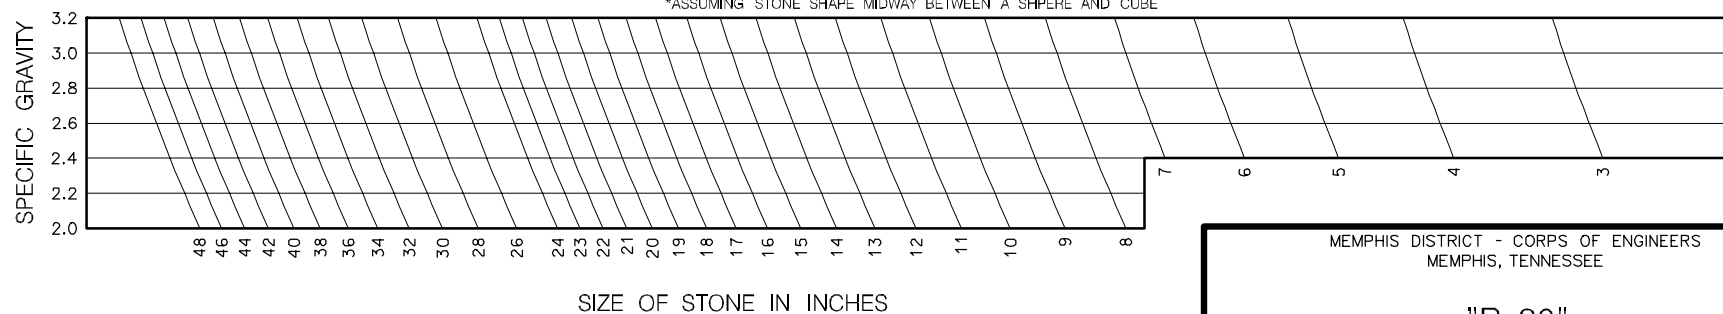 *ASSUMING STONE SHAPE MIDWAY BETWEEN A SHPERE AND CUBE
SPECIFIC GRAVITY
3.2
3.0
2.8
2.6
2.4
2.2
2.0
48 46 44 42 40 38 36 34 32 30 28 26 24 23 22 21 20 19 18 17 16 15 14 13 12 11 10 9 8 7 6 5 4 3
SIZE OF STONE IN INCHES
MEMPHIS DISTRICT - CORPS OF ENGINEERS
MEMPHIS, TENNESSEE